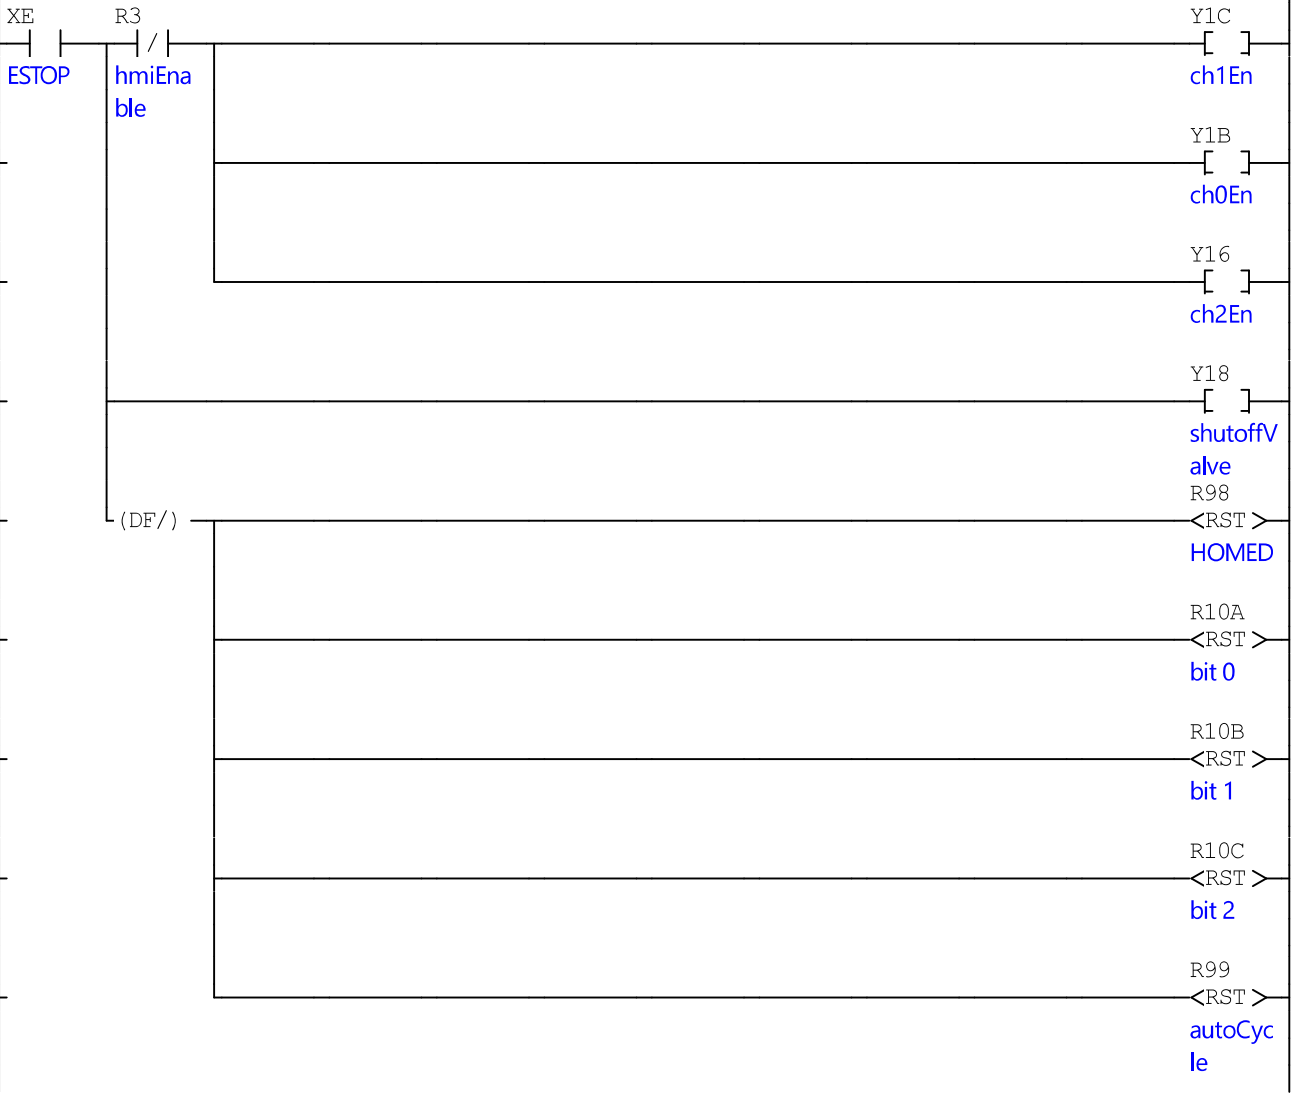 XE R3 Y1C
/
ESTOP hmiEna ch1En
ble
Y1B
ch0En
Y16
ch2En
Y18
shutoffV
alve
R98
(DF/) <RST>
HOMED
R10A
<RST>
bit 0
R10B
<RST>
bit 1
R10C
<RST>
bit 2
R99
<RST>
autoCyc
le